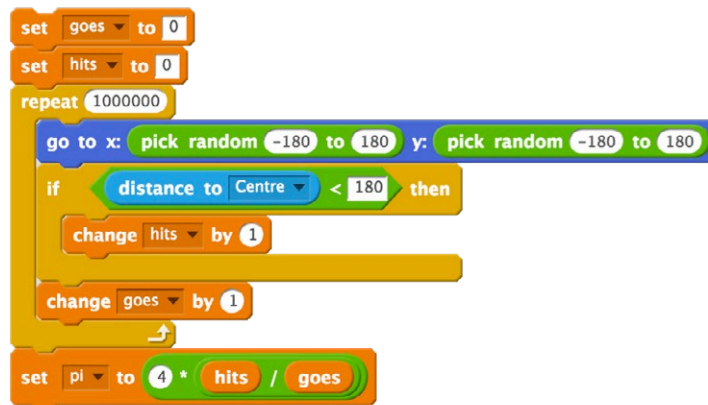 set goes to 0
set hits to 0
repeat 1000000
go to x: pick random -180 to 180 y: pick random -180 to 180
if distance to Centre < 180 then
change hits by 1
change goes by 1
set pi to 4 * hits / goes